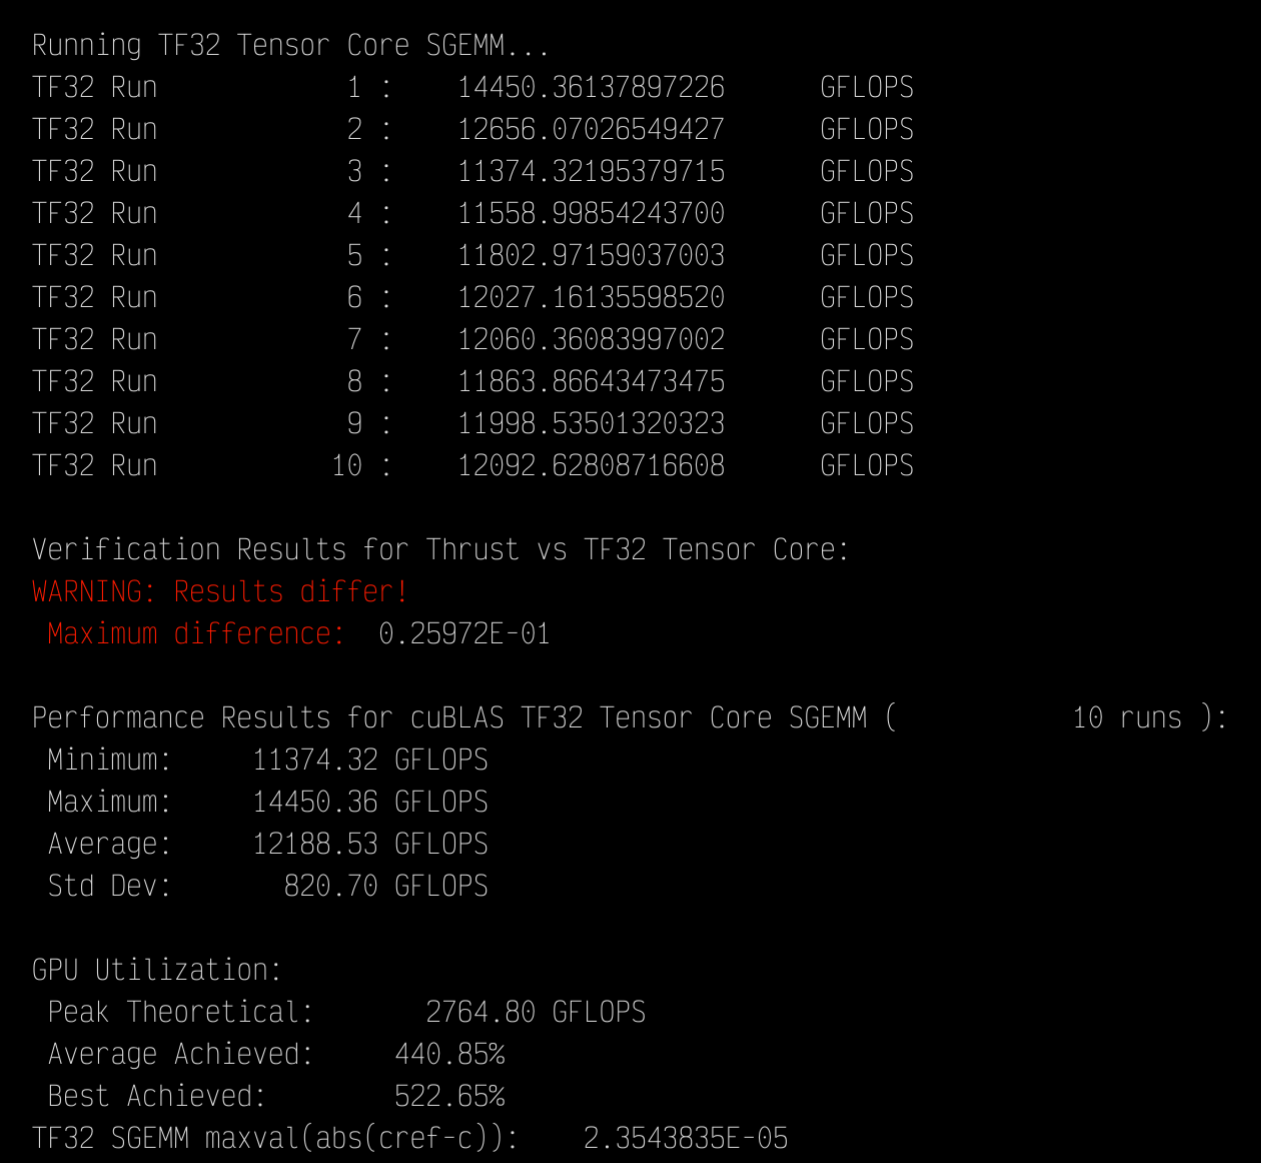 Running TF32 Tensor Core SGEMM...
TF32 Run 1 : 14450.36137897226 GFLOPS
TF32 Run 2 : 12656.07026549427 GFLOPS
TF32 Run 3 : 11374.32195379715 GFLOPS
TF32 Run 4 : 11558.99854243700 GFLOPS
TF32 Run 5 : 11802.97159037003 GFLOPS
TF32 Run 6 : 12027.16135598520 GFLOPS
TF32 Run 7 : 12060.36083997002 GFLOPS
TF32 Run 8 : 11863.86643473475 GFLOPS
TF32 Run 9 : 11998.53501320323 GFLOPS
TF32 Run 10 : 12092.62808716608 GFLOPS
Verification Results for Thrust vs TF32 Tensor Core:
WARNING: Results differ!
Maximum difference: 0.25972E-01
Performance Results for cuBLAS TF32 Tensor Core SGEMM ( 10 runs ):
Minimum: 11374.32 GFLOPS
Maximum: 14450.36 GFLOPS
Average: 12188.53 GFLOPS
Std Dev: 820.70 GFLOPS
GPU Utilization:
Peak Theoretical: 2764.80 GFLOPS
Average Achieved: 440.85%
Best Achieved: 522.65%
TF32 SGEMM maxval(abs(cref-c)): 2.3543835E-05